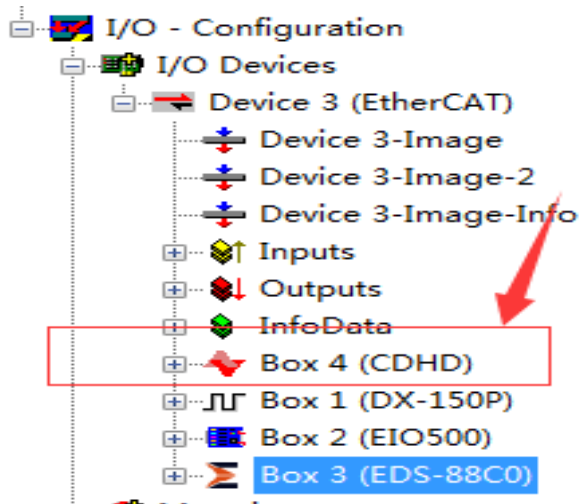 I/O - Configuration
I/O Devices
Device 3 (EtherCAT)
Device 3-Image
Device 3-Image-2
Device 3-Image-Info
Inputs
Outputs
InfoData
Box 4 (CDHD)
Box 1 (DX-150P)
Box 2 (EIO500)
Box 3 (EDS-88C0)